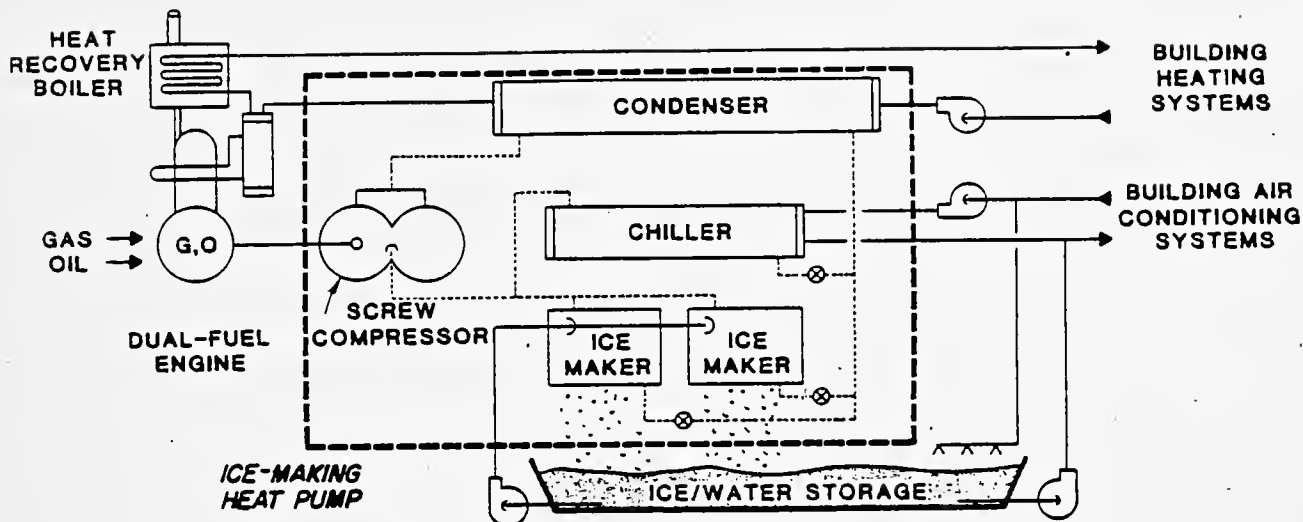 HEAT
RECOVERY
BOILER
CONDENSER
BUILDING
HEATING
SYSTEMS
GAS
OIL
G,O
CHILLER
BUILDING AIR
CONDITIONING
SYSTEMS
SCREW
COMPRESSOR
DUAL-FUEL
ENGINE
ICE
MAKER
ICE
MAKER
ICE-MAKING
HEAT PUMP
ICE/WATER STORAGE